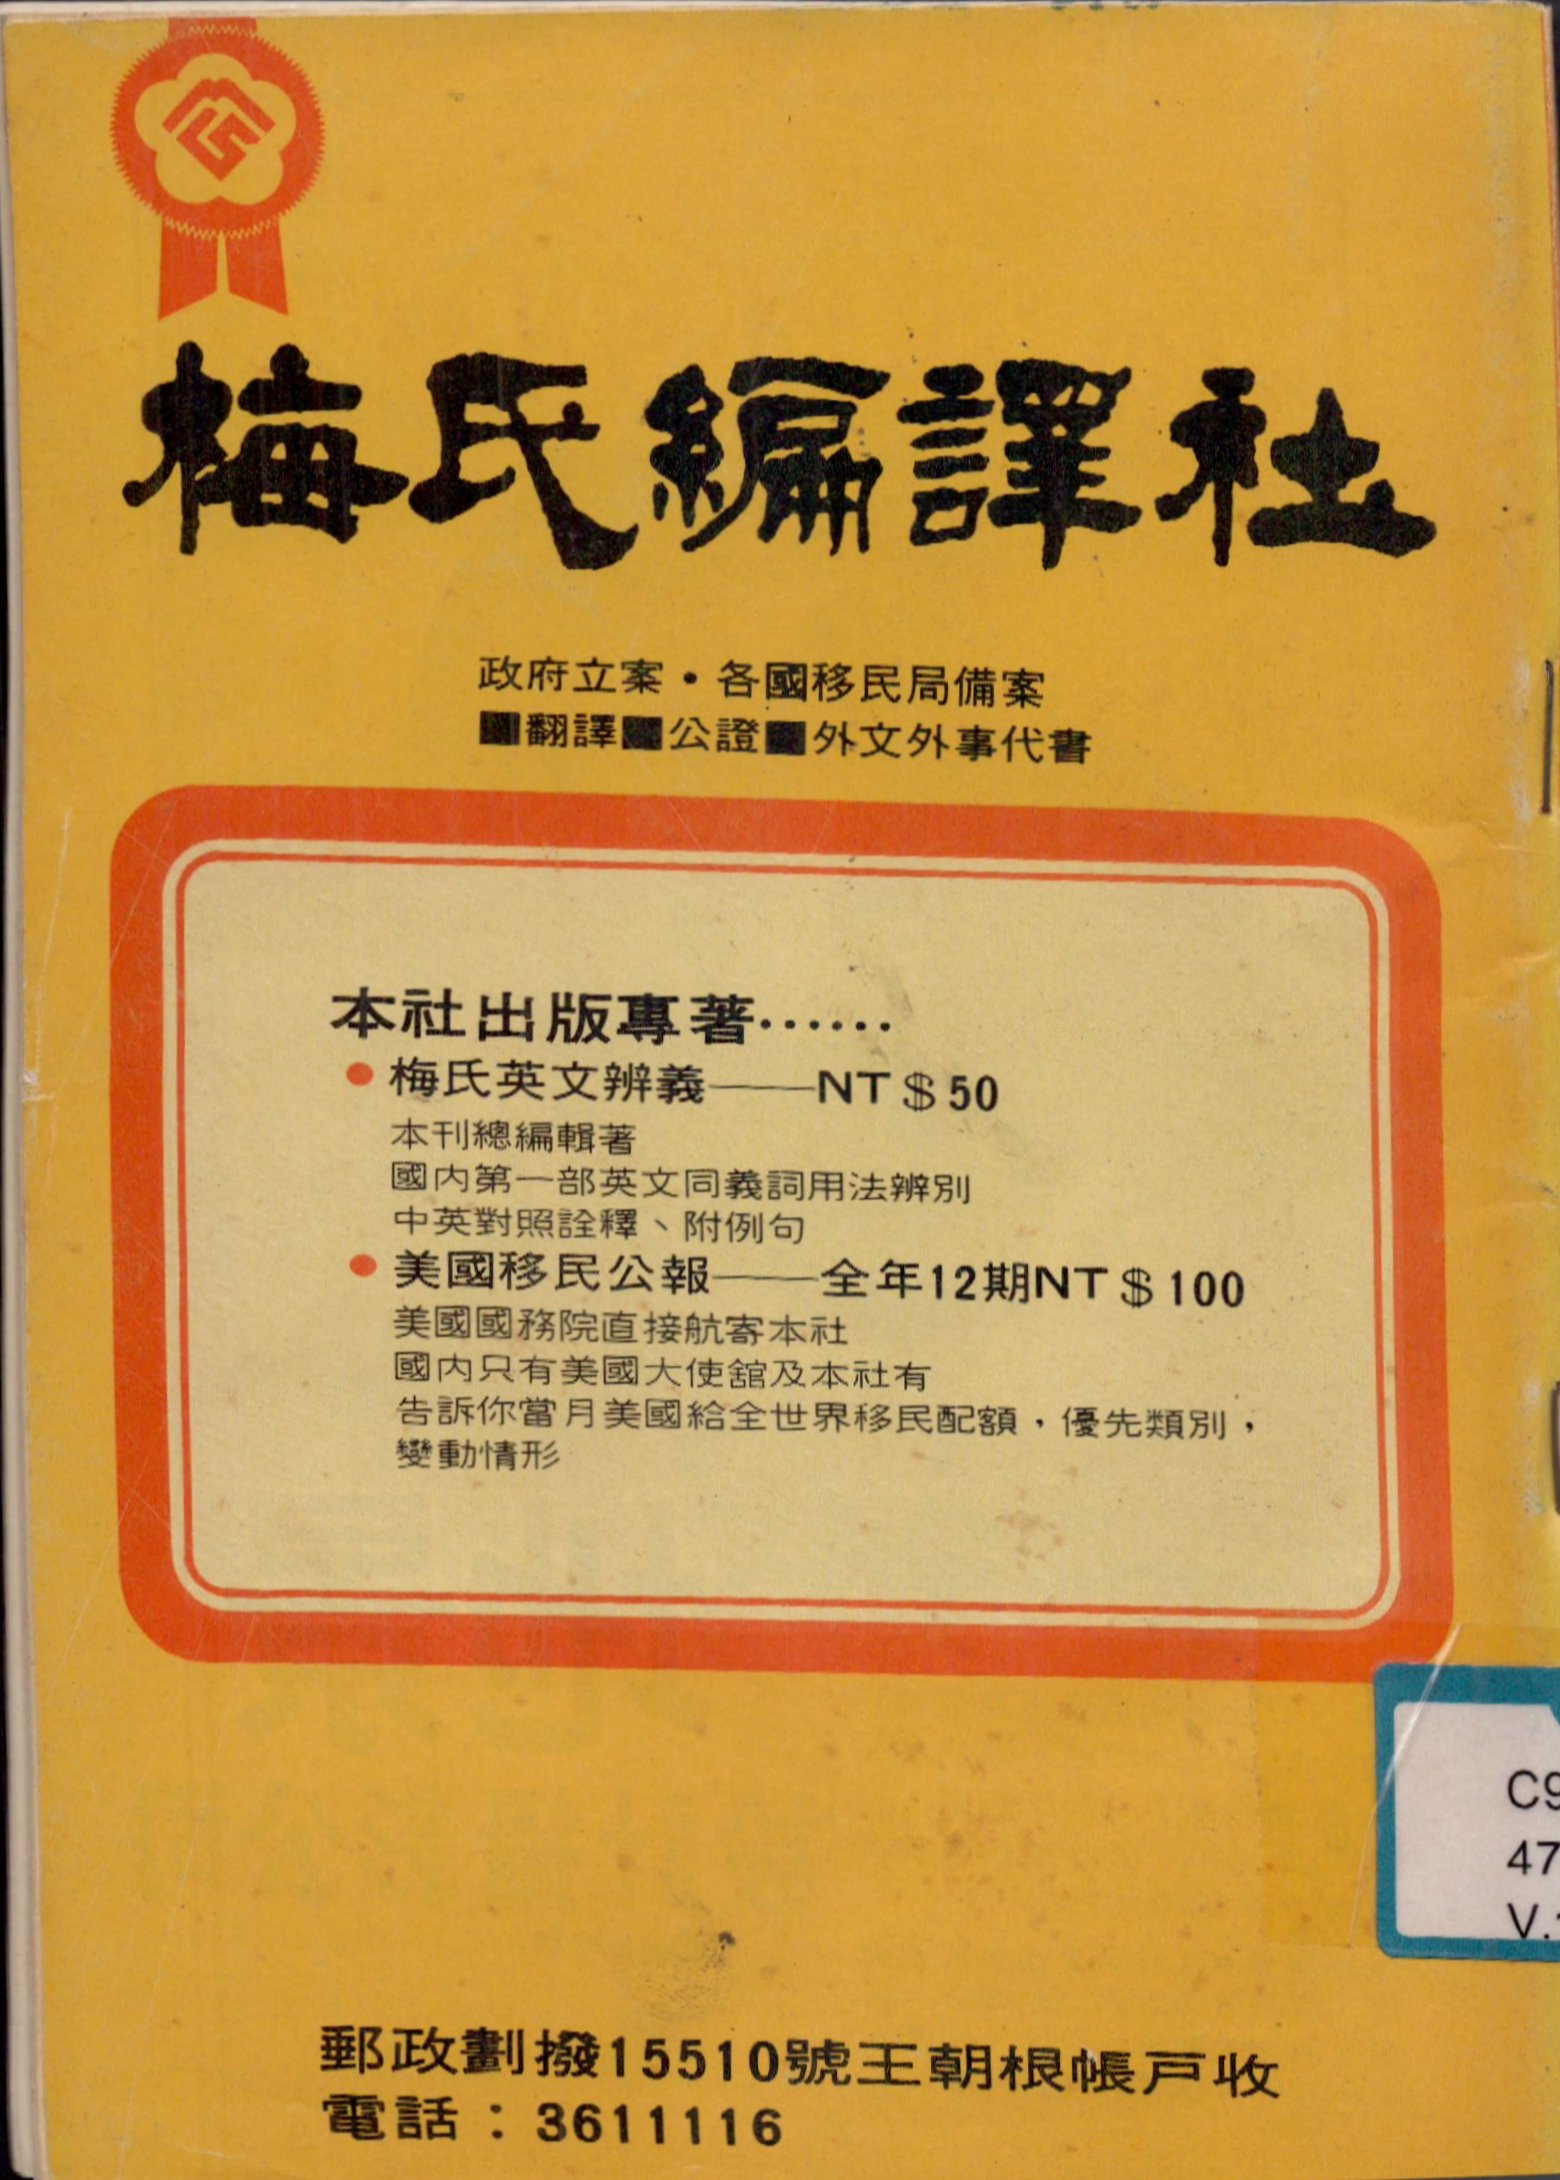 梅氏編譯社
政府立案・各國移民局備案
■翻譯■公證■外文外事代書
本社出版專著……
●梅氏英文辨義——NT＄50
本刊總編輯著
國內第一部英文同義詞用法辨別
中英對照詮釋、附例句
●美國移民公報——全年12期NT＄100
美國國務院直接航寄本社
國內只有美國大使舘及本社有
告訴你當月美國給全世界移民配額，優先類別，
變動情形
C9
47
V.
郵政劃撥15510號王朝根帳戶收
電話：3611116